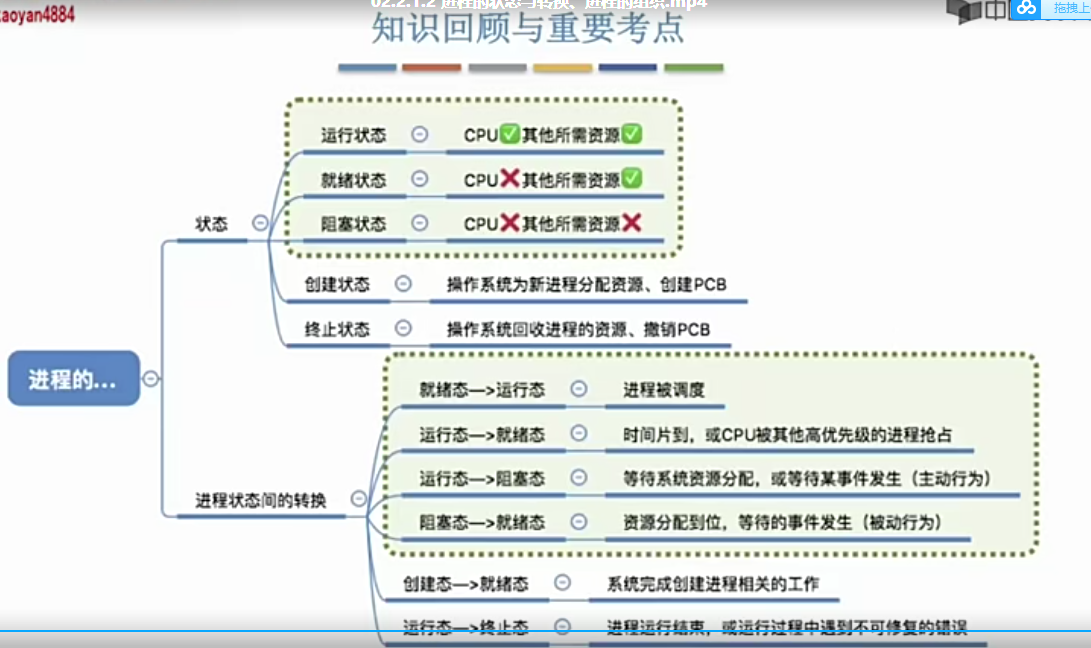 02.2.1.2 进程的状态与转换、进程的组织.mp4
aoyan4884
拖拽上
知识回顾与重要考点
运行状态 CPU✅其他所需资源✅
就绪状态 CPU❌其他所需资源✅
状态
阻塞状态 CPU❌其他所需资源❌
创建状态 操作系统为新进程分配资源、创建PCB
终止状态 操作系统回收进程的资源、撤销PCB
进程的...
就绪态—>运行态 进程被调度
运行态—>就绪态 时间片到，或CPU被其他高优先级的进程抢占
运行态—>阻塞态 等待系统资源分配，或等待某事件发生（主动行为）
进程状态间的转换
阻塞态—>就绪态 资源分配到位，等待的事件发生（被动行为）
创建态—>就绪态 系统完成创建进程相关的工作
运行态—>终止态 进程运行结束，或运行过程中遇到不可修复的错误